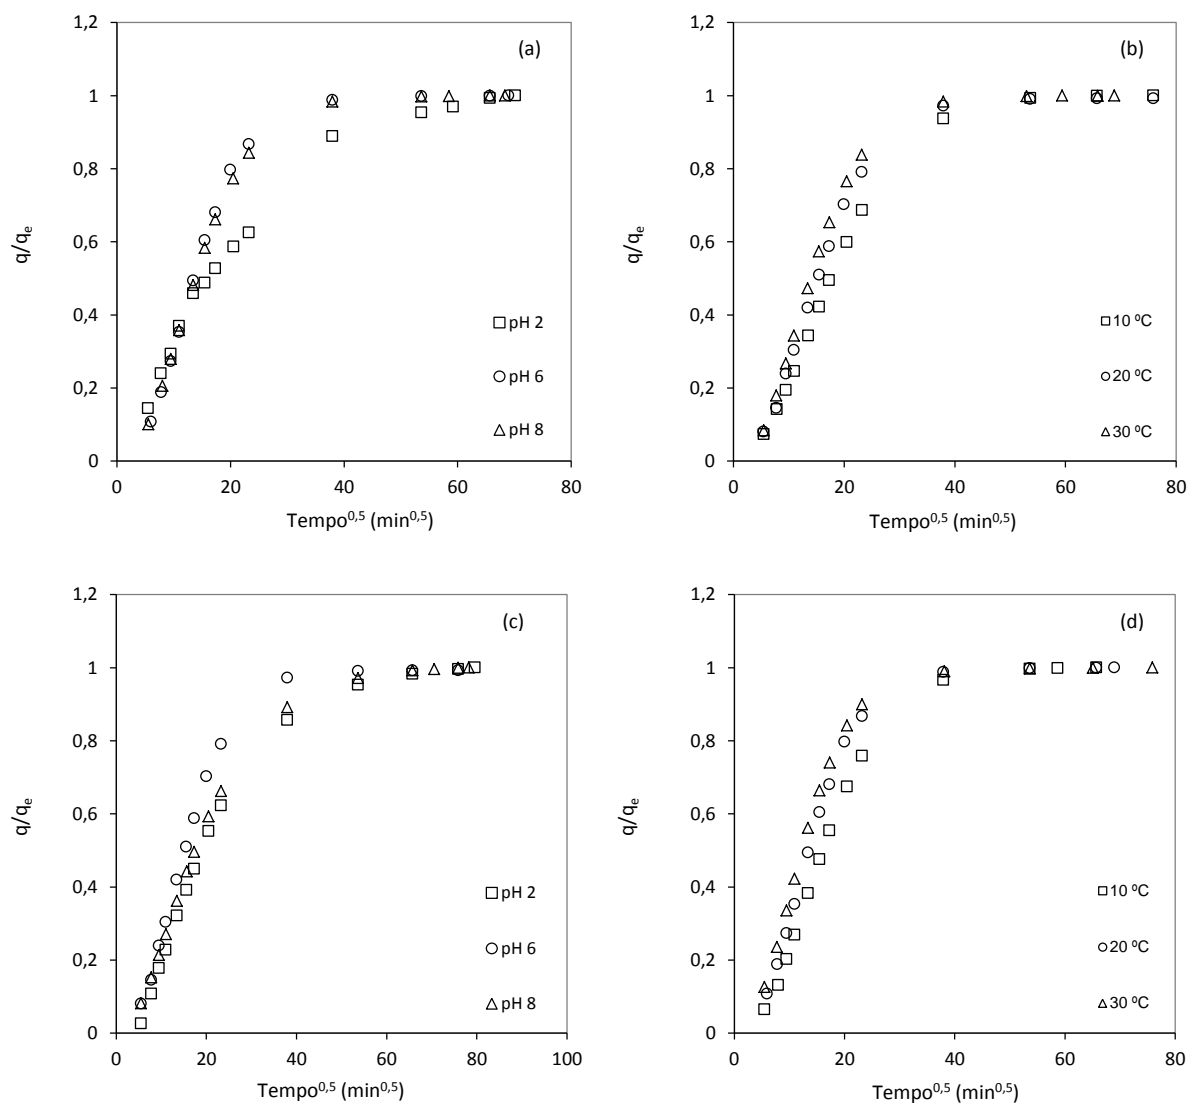 1,2
(a)
1
0,8
0,6
q/qe
0,4
pH 2
pH 6
0,2
pH 8
0
0 20 40 60 80
Tempo0,5 (min0,5)
1,2
(b)
1
0,8
0,6
q/qe
0,4
10 ºC
20 ºC
0,2
30 ºC
0
0 20 40 60 80
Tempo0,5 (min0,5)
1,2
(c)
1
0,8
0,6
q/qe
0,4
pH 2
pH 6
0,2
pH 8
0
0 20 40 60 80 100
Tempo0,5 (min0,5)
1,2
(d)
1
0,8
0,6
q/qe
0,4
10 ºC
20 ºC
0,2
30 ºC
0
0 20 40 60 80
Tempo0,5 (min0,5)